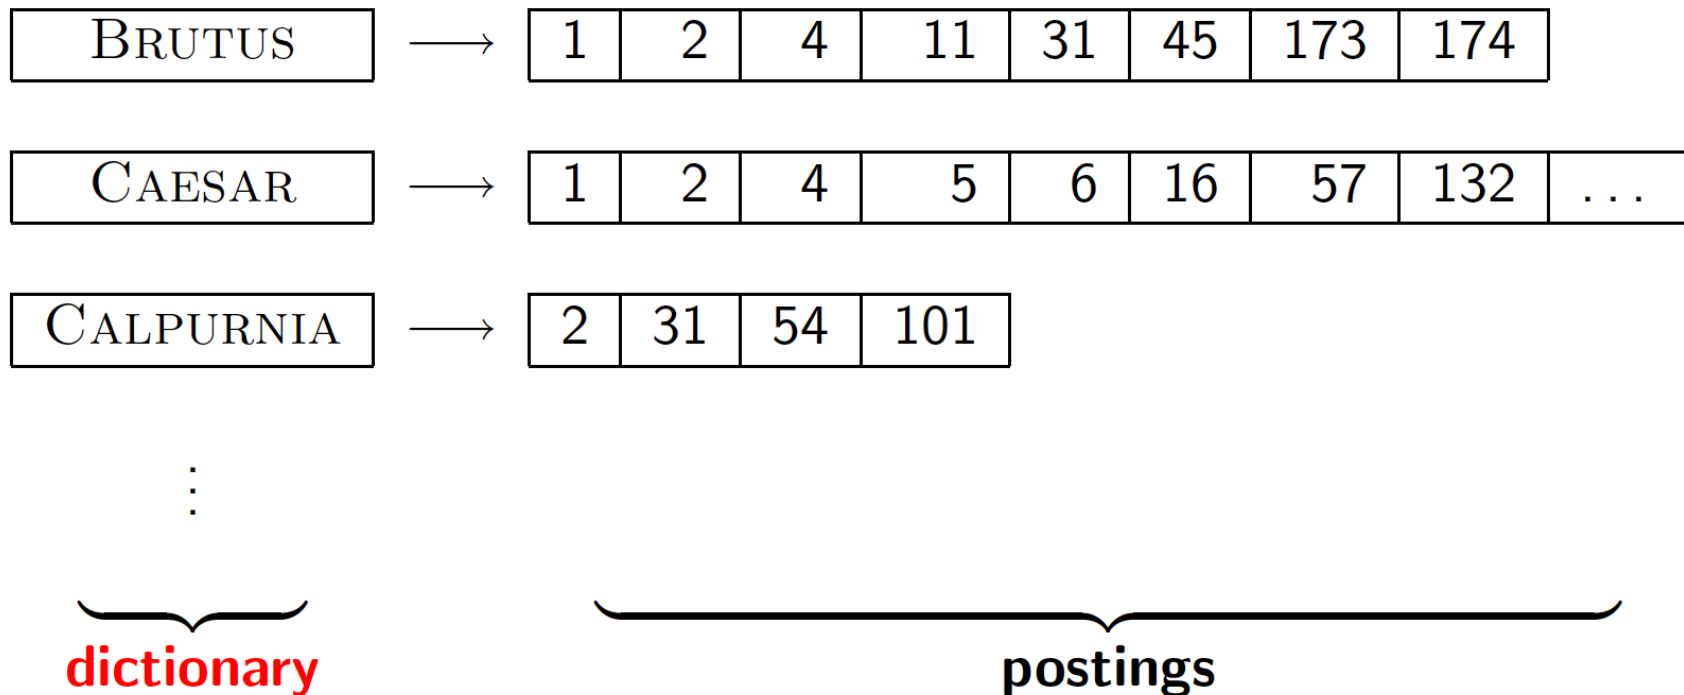 BRUTUS ⟶ 1 2 4 11 31 45 173 174
CAESAR ⟶ 1 2 4 5 6 16 57 132 ...
CALPURNIA ⟶ 2 31 54 101
⋮
dictionary postings